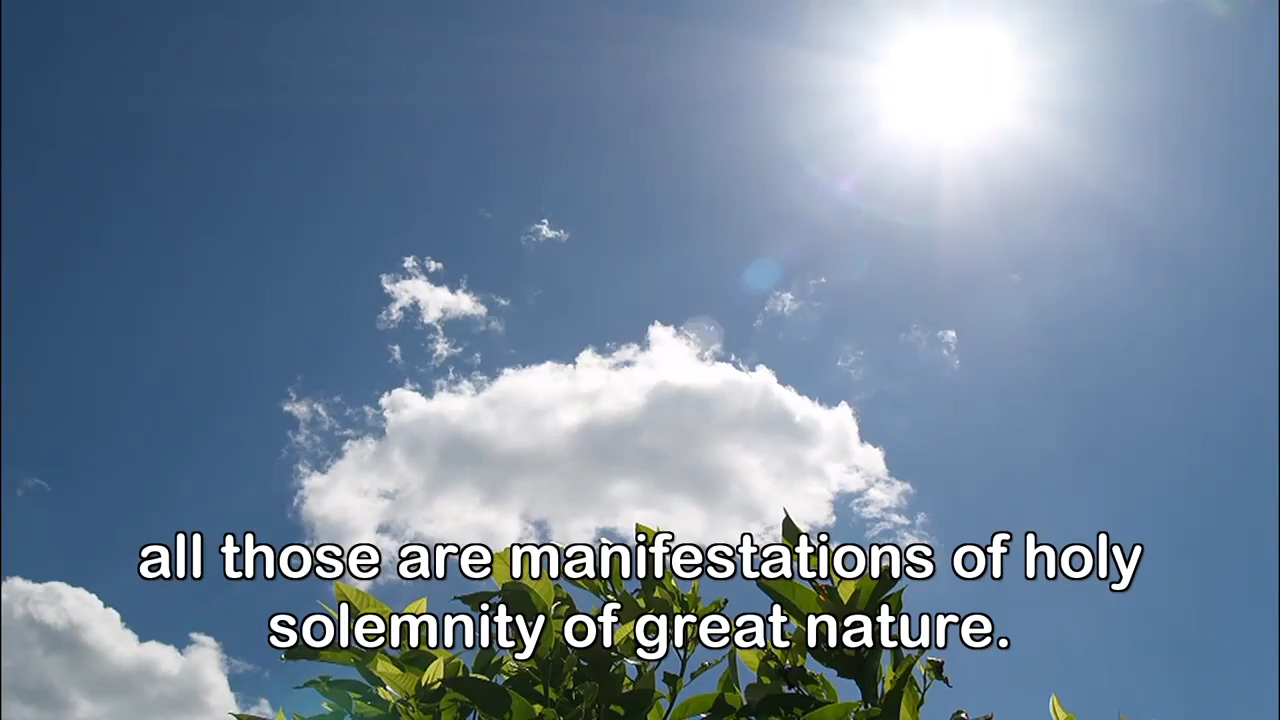 all those are manifestations of holy
solemnity of great nature.